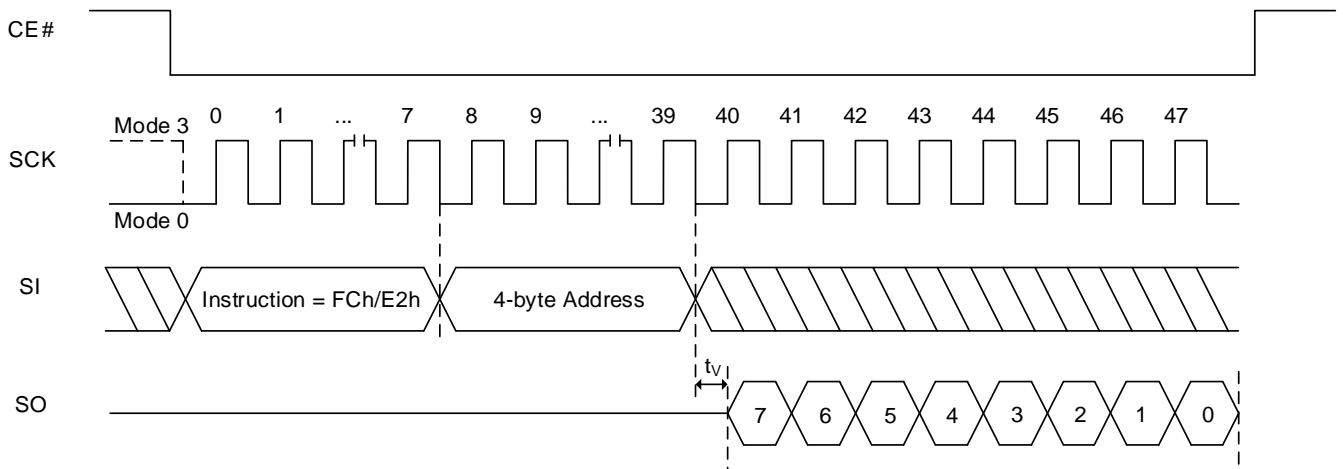 CE#
0 1 ... 7 8 9 ... 39 40 41 42 43 44 45 46 47
Mode 3
SCK
Mode 0
SI
Instruction = FCh/E2h 4-byte Address
tV
SO
7 6 5 4 3 2 1 0